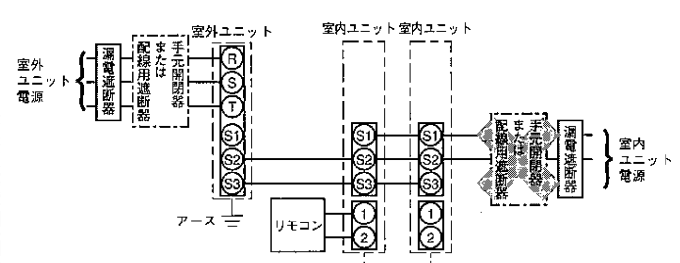 室外ユニット
室内ユニット
室内ユニット
室外
ユニット
電源
漏電遮断器
手元開閉器
または
配線用遮断器
R
S
T
S1
S2
S3
アース
リモコン
S1
S2
S3
1
2
S1
S2
S3
1
2
手元開閉器
または
配線用遮断器
漏電遮断器
室内
ユニット
電源